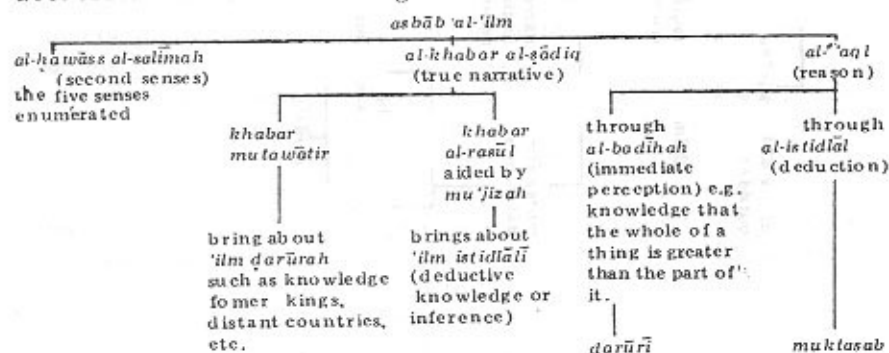 asbāb al-'ilm
al-hawāss al-salīmah
(second senses)
the five senses
enumerated
al-khabar al-ṣādiq
(true narrative)
al-'aql
(reason)
khabar
mutawātir
khabar
al-rasūl
aided by
mu'jizah
through
al-badīhah
(immediate
perception) e.g.
knowledge that
the whole of a
thing is greater
than the part of
it.
through
al-istidlāl
(deduction)
bring about
'ilm ḍarūrah
such as knowledge
fomer kings,
distant countries,
etc.
brings about
'ilm istidlālī
(deductive
knowledge or
inference)
ḍarūrī
muktasab